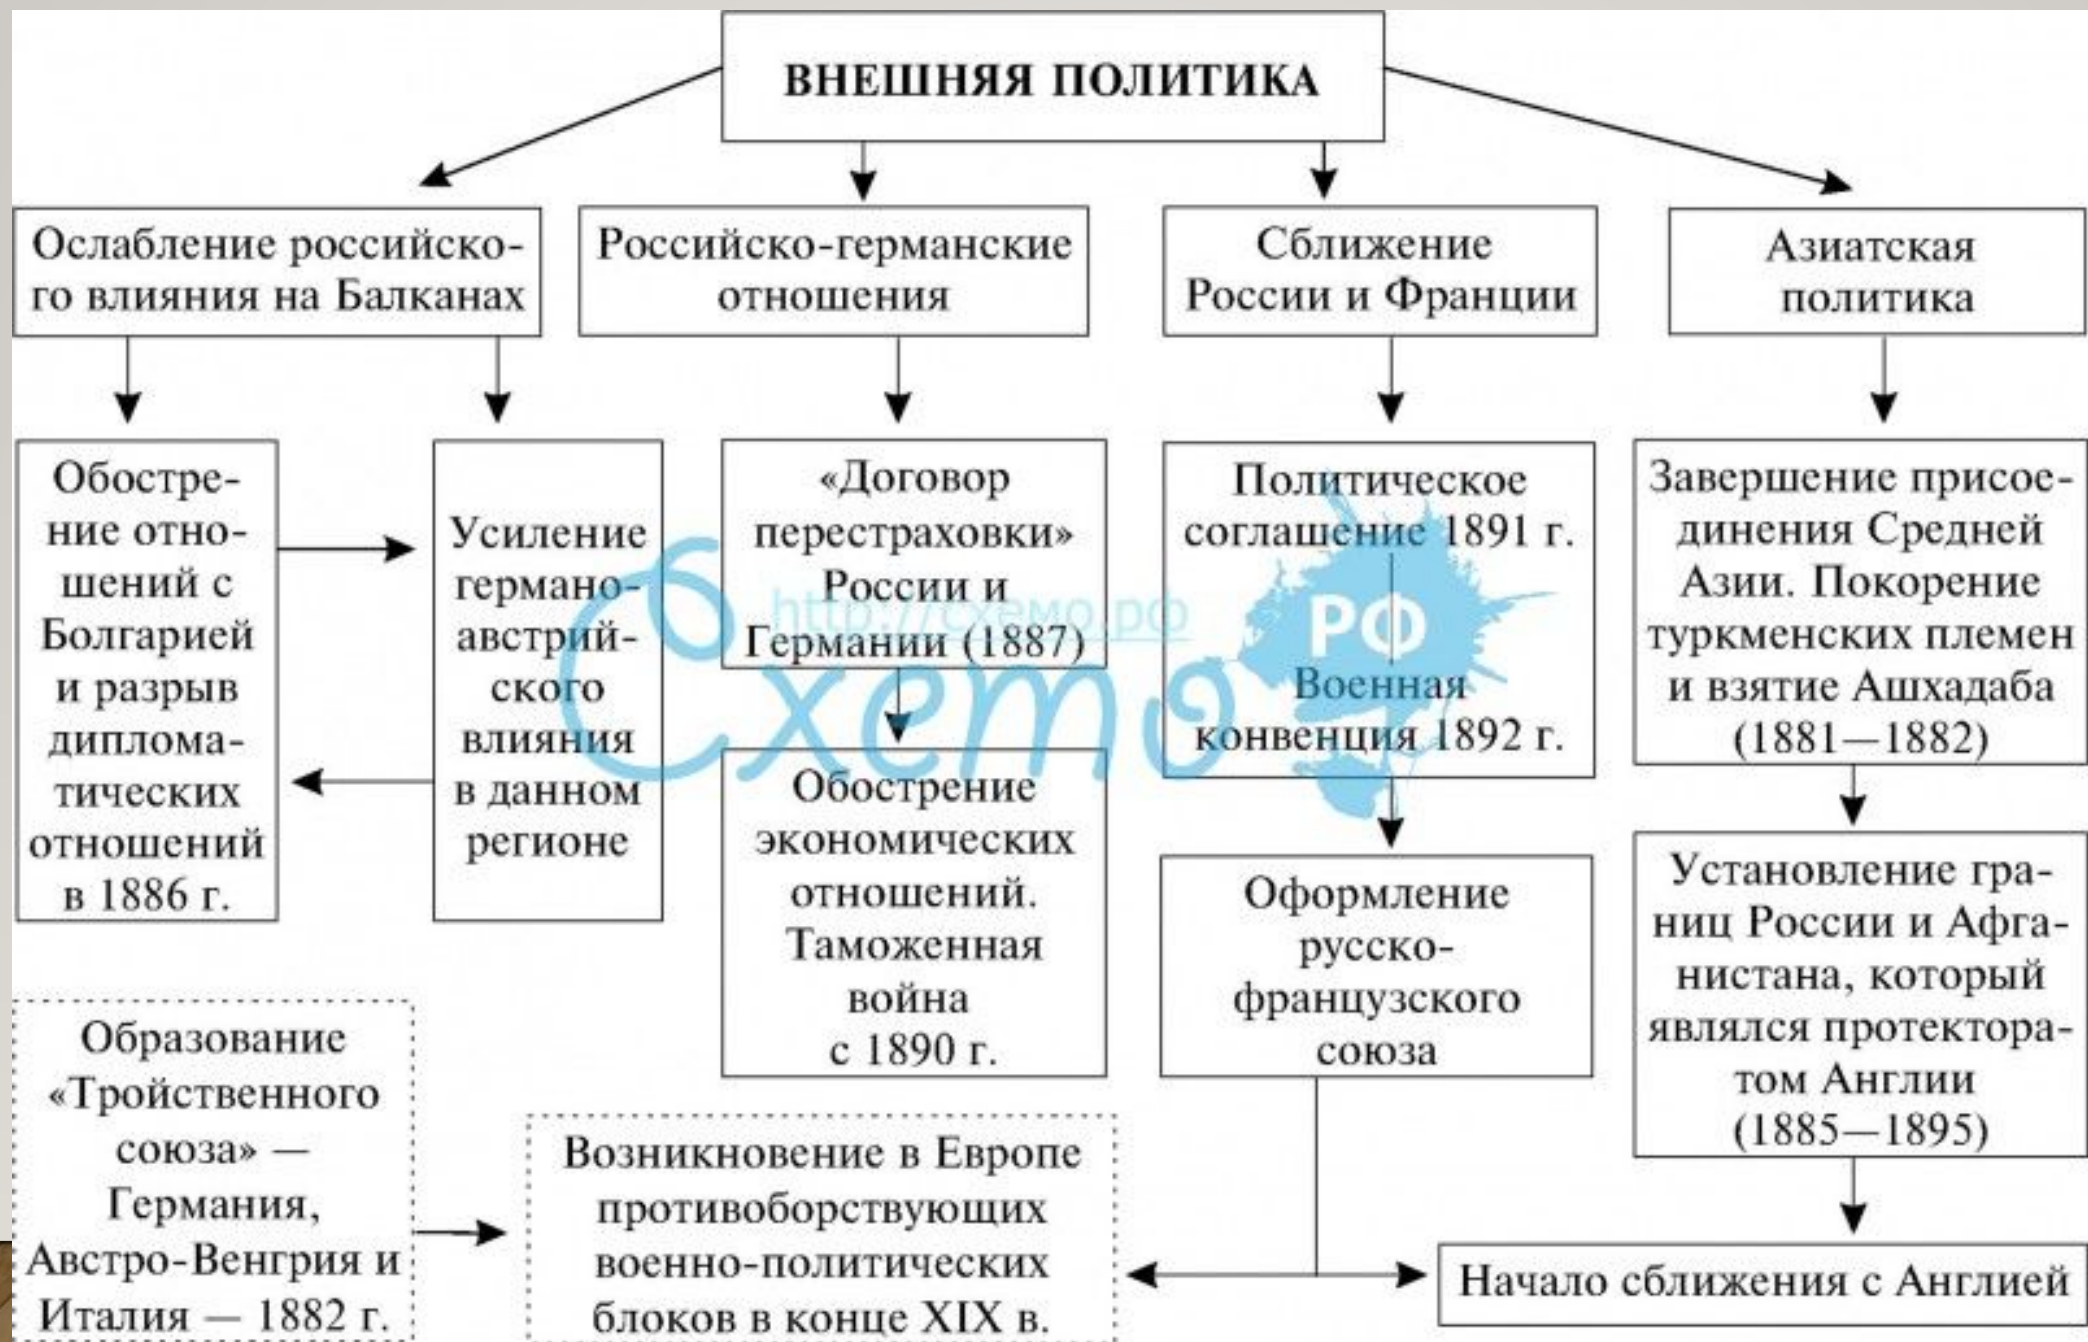 ВНЕШНЯЯ ПОЛИТИКА
Ослабление российско-
го влияния на Балканах
Российско-германские
отношения
Сближение
России и Франции
Азиатская
политика
Обостре-
ние отно-
шений с
Болгарией
и разрыв
диплома-
тических
отношений
в 1886 г.
Усиление
германо-
австрий-
ского
влияния
в данном
регионе
«Договор
перестраховки»
России и
Германии (1887)
Обострение
экономических
отношений.
Таможенная
война
с 1890 г.
Политическое
соглашение 1891 г.
Военная
конвенция 1892 г.
Оформление
русско-
французского
союза
Завершение присое-
динения Средней
Азии. Покорение
туркменских племен
и взятие Ашхадаба
(1881—1882)
Установление гра-
ниц России и Афга-
нистана, который
являлся протектора-
том Англии
(1885—1895)
Начало сближения с Англией
Образование
«Тройственного
союза» —
Германия,
Австро-Венгрия и
Италия — 1882 г.
Возникновение в Европе
противоборствующих
военно-политических
блоков в конце XIX в.
http://схемо.рф
Схемо
РФ